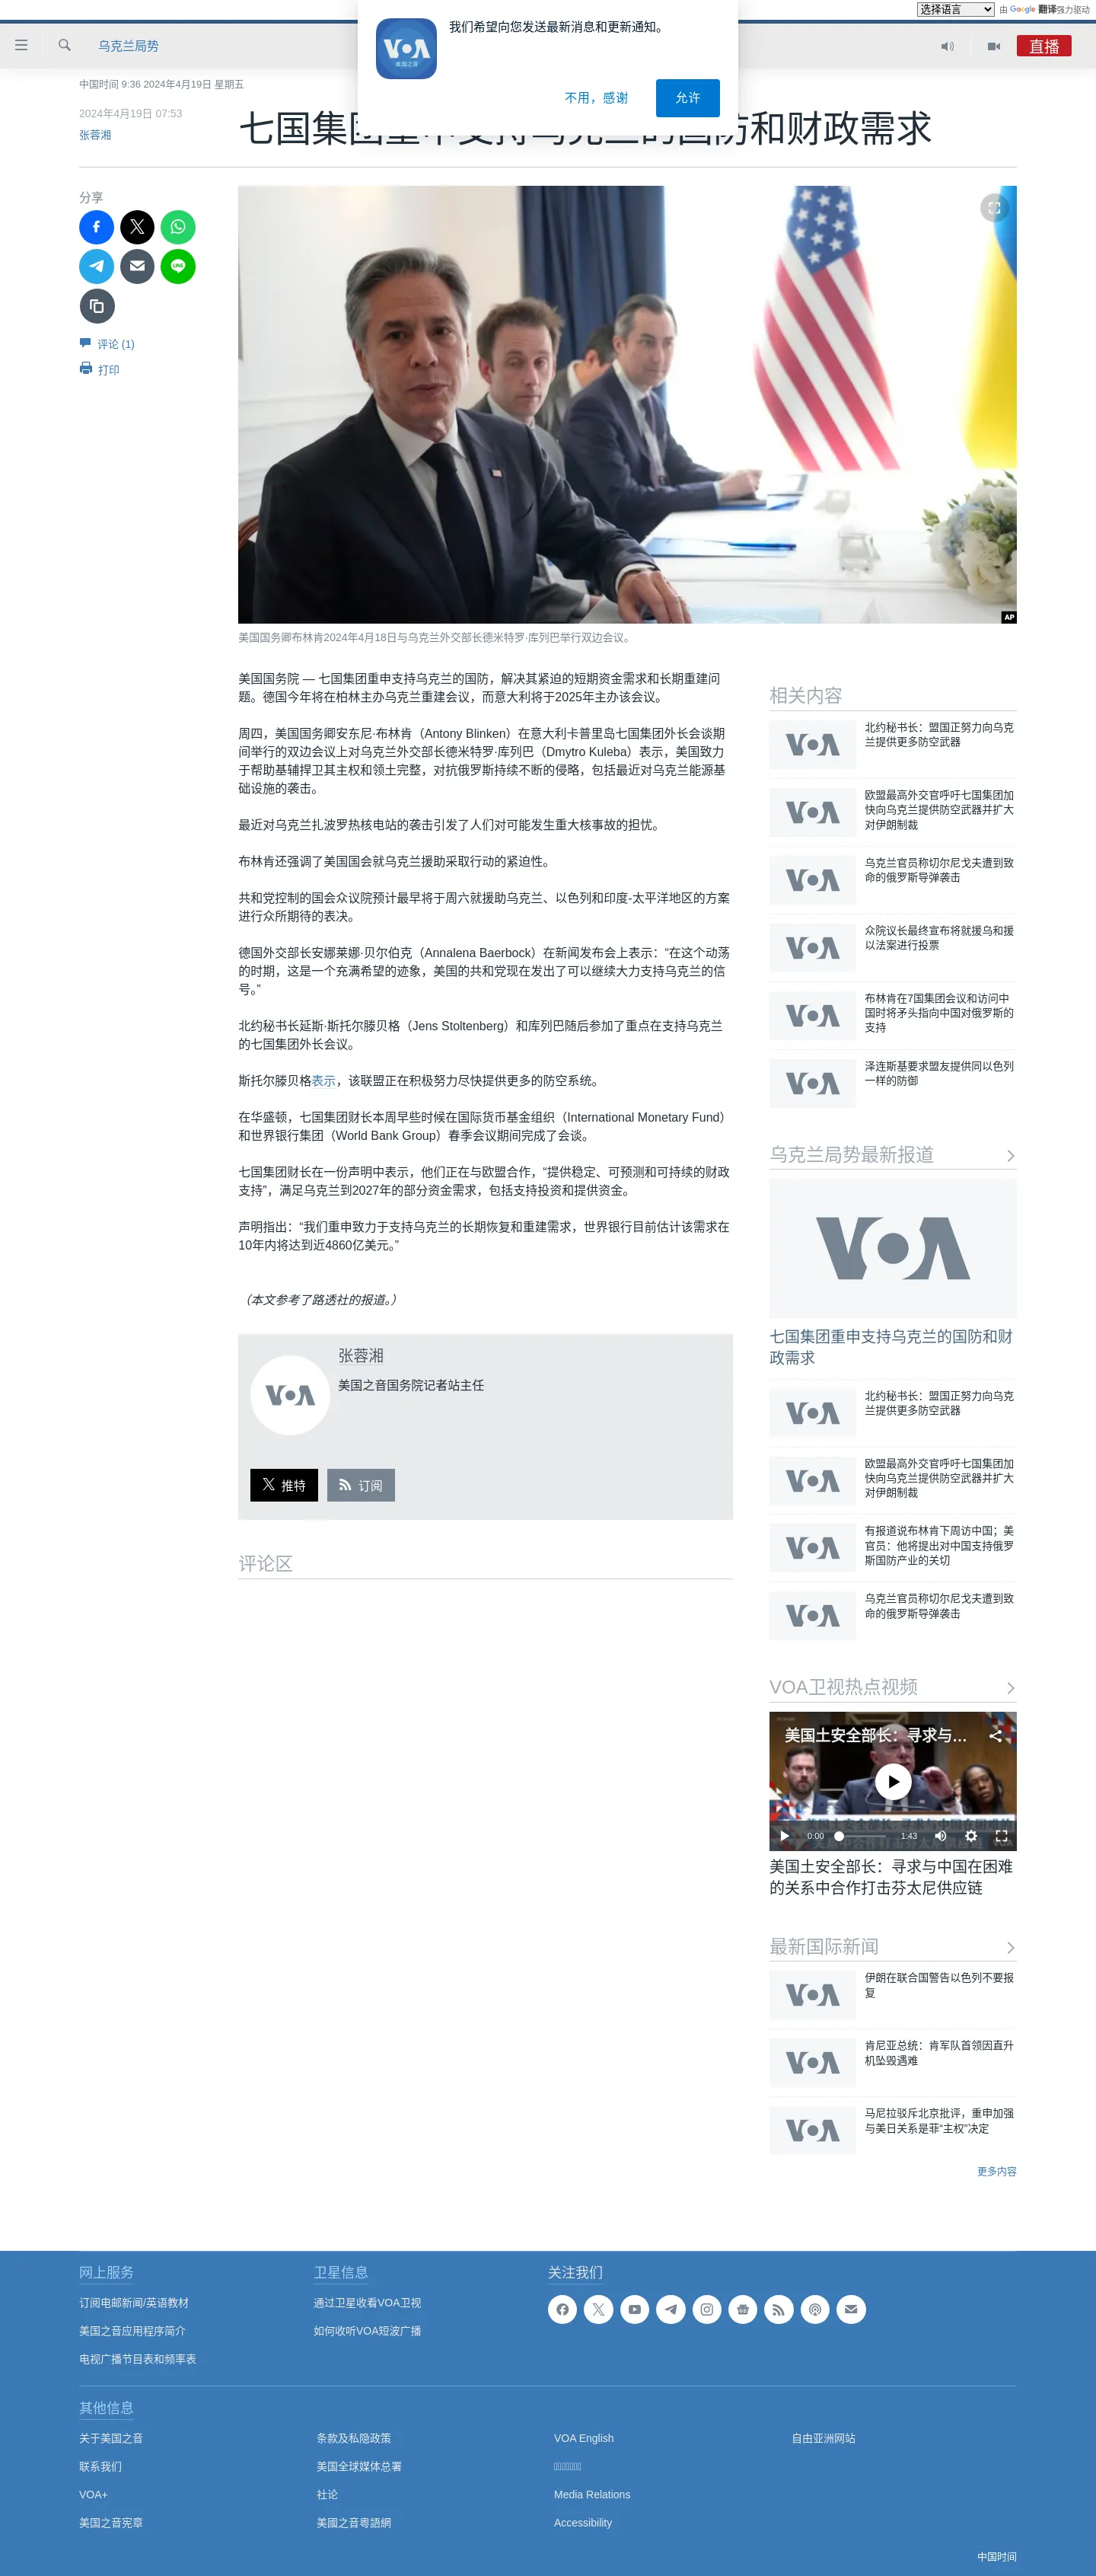 选择语言 由 Google 翻译强力驱动
我们希望向您发送最新消息和更新通知。
VOA
美国之音
不用，感谢
允许
乌克兰局势
直播
中国时间 9:36 2024年4月19日 星期五
2024年4月19日 07:53
张蓉湘
七国集团重申支持乌克兰的国防和财政需求
分享
评论 (1)
打印
AP
美国国务卿布林肯2024年4月18日与乌克兰外交部长德米特罗·库列巴举行双边会议。
美国国务院 — 七国集团重申支持乌克兰的国防，解决其紧迫的短期资金需求和长期重建问
题。德国今年将在柏林主办乌克兰重建会议，而意大利将于2025年主办该会议。
周四，美国国务卿安东尼·布林肯（Antony Blinken）在意大利卡普里岛七国集团外长会谈期
间举行的双边会议上对乌克兰外交部长德米特罗·库列巴（Dmytro Kuleba）表示，美国致力
于帮助基辅捍卫其主权和领土完整，对抗俄罗斯持续不断的侵略，包括最近对乌克兰能源基
础设施的袭击。
最近对乌克兰扎波罗热核电站的袭击引发了人们对可能发生重大核事故的担忧。
布林肯还强调了美国国会就乌克兰援助采取行动的紧迫性。
共和党控制的国会众议院预计最早将于周六就援助乌克兰、以色列和印度-太平洋地区的方案
进行众所期待的表决。
德国外交部长安娜莱娜·贝尔伯克（Annalena Baerbock）在新闻发布会上表示：“在这个动荡
的时期，这是一个充满希望的迹象，美国的共和党现在发出了可以继续大力支持乌克兰的信
号。”
北约秘书长延斯·斯托尔滕贝格（Jens Stoltenberg）和库列巴随后参加了重点在支持乌克兰
的七国集团外长会议。
斯托尔滕贝格表示，该联盟正在积极努力尽快提供更多的防空系统。
在华盛顿，七国集团财长本周早些时候在国际货币基金组织（International Monetary Fund）
和世界银行集团（World Bank Group）春季会议期间完成了会谈。
七国集团财长在一份声明中表示，他们正在与欧盟合作，“提供稳定、可预测和可持续的财政
支持”，满足乌克兰到2027年的部分资金需求，包括支持投资和提供资金。
声明指出：“我们重申致力于支持乌克兰的长期恢复和重建需求，世界银行目前估计该需求在
10年内将达到近4860亿美元。”
（本文参考了路透社的报道。）
VOA
张蓉湘
美国之音国务院记者站主任
推特
订阅
评论区
相关内容
VOA
北约秘书长：盟国正努力向乌克
兰提供更多防空武器
VOA
欧盟最高外交官呼吁七国集团加
快向乌克兰提供防空武器并扩大
对伊朗制裁
VOA
乌克兰官员称切尔尼戈夫遭到致
命的俄罗斯导弹袭击
VOA
众院议长最终宣布将就援乌和援
以法案进行投票
VOA
布林肯在7国集团会议和访问中
国时将矛头指向中国对俄罗斯的
支持
VOA
泽连斯基要求盟友提供同以色列
一样的防御
乌克兰局势最新报道
VOA
七国集团重申支持乌克兰的国防和财
政需求
VOA
北约秘书长：盟国正努力向乌克
兰提供更多防空武器
VOA
欧盟最高外交官呼吁七国集团加
快向乌克兰提供防空武器并扩大
对伊朗制裁
VOA
有报道说布林肯下周访中国；美
官员：他将提出对中国支持俄罗
斯国防产业的关切
VOA
乌克兰官员称切尔尼戈夫遭到致
命的俄罗斯导弹袭击
VOA卫视热点视频
美国土安全部长：寻求与...
0:00
1:43
美国土安全部长：寻求与中国在困难
的关系中合作打击芬太尼供应链
最新国际新闻
VOA
伊朗在联合国警告以色列不要报
复
VOA
肯尼亚总统：肯军队首领因直升
机坠毁遇难
VOA
马尼拉驳斥北京批评，重申加强
与美日关系是菲“主权”决定
更多内容
网上服务
订阅电邮新闻/英语教材
美国之音应用程序简介
电视广播节目表和频率表
卫星信息
通过卫星收看VOA卫视
如何收听VOA短波广播
关注我们
其他信息
关于美国之音
联系我们
VOA+
美国之音宪章
条款及私隐政策
美国全球媒体总署
社论
美國之音粵語網
VOA English
Media Relations
Accessibility
自由亚洲网站
中国时间